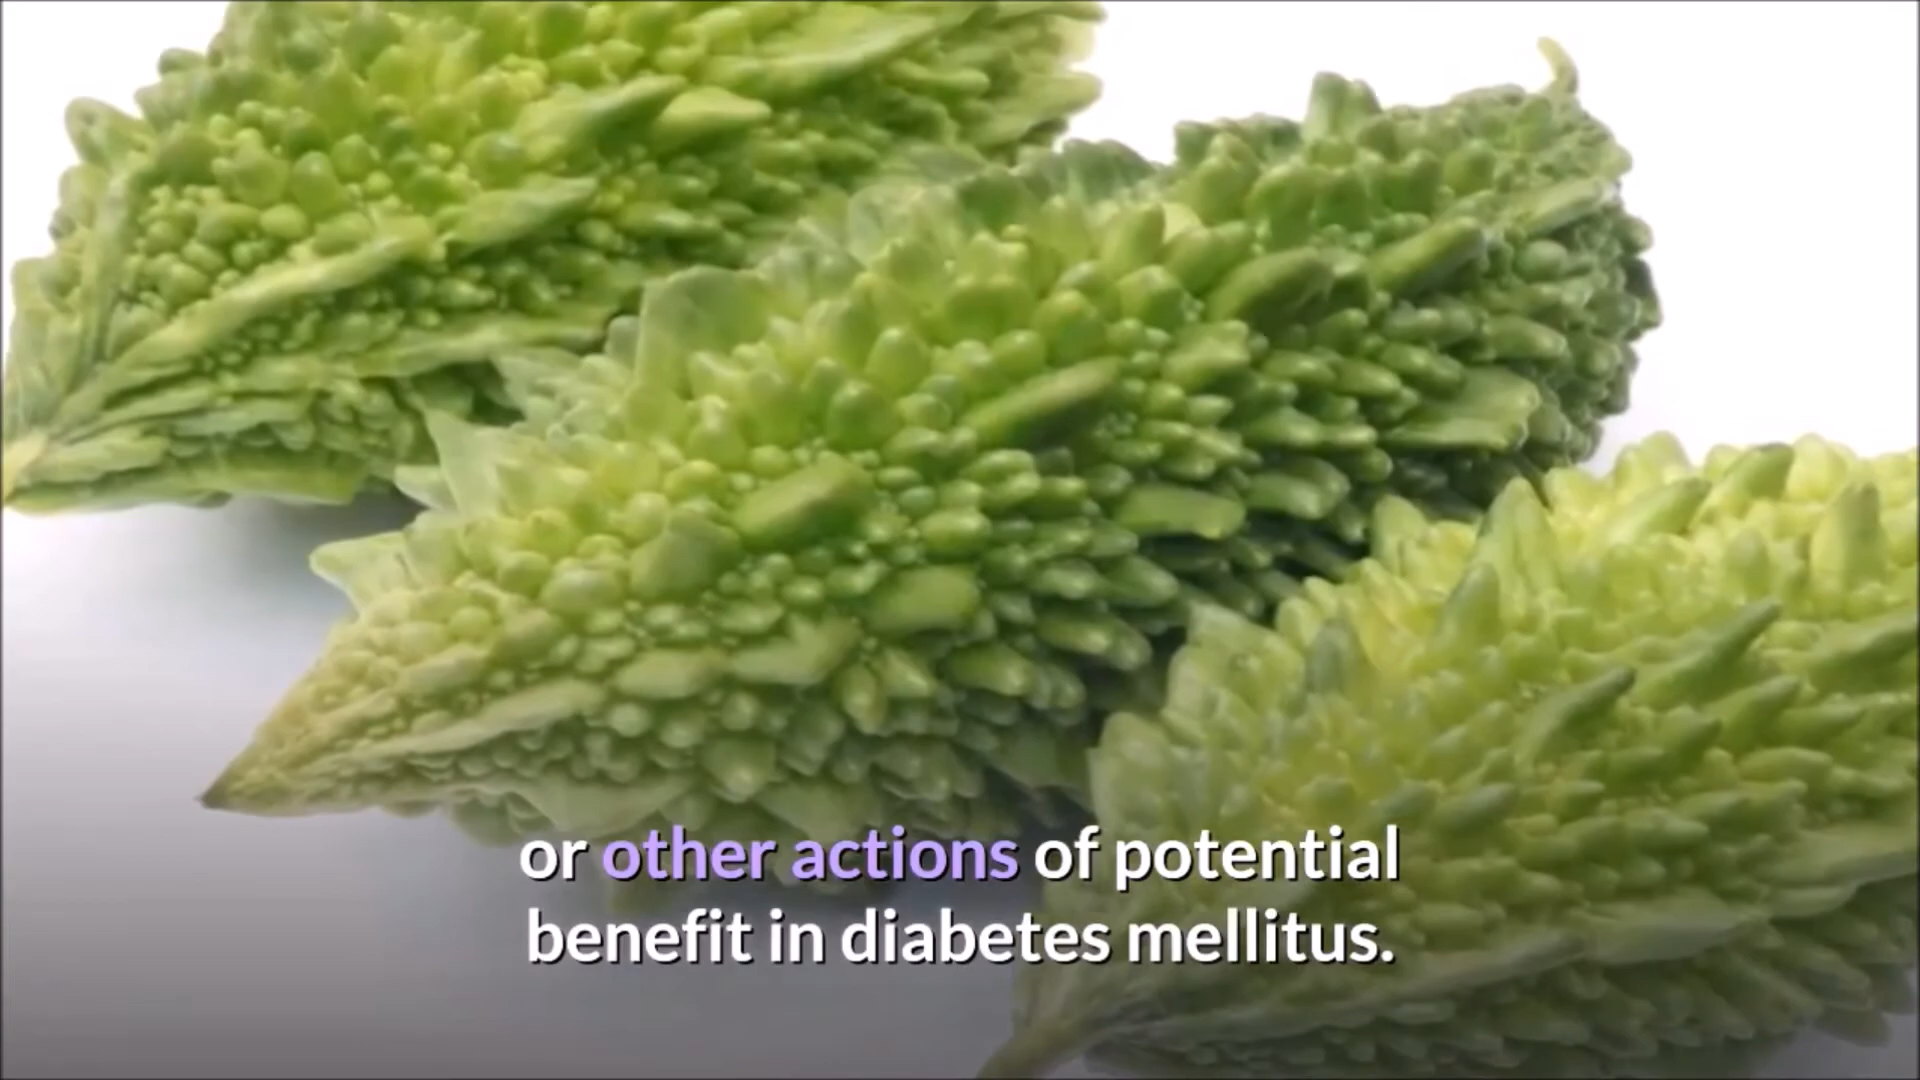 or other actions of potential
benefit in diabetes mellitus.